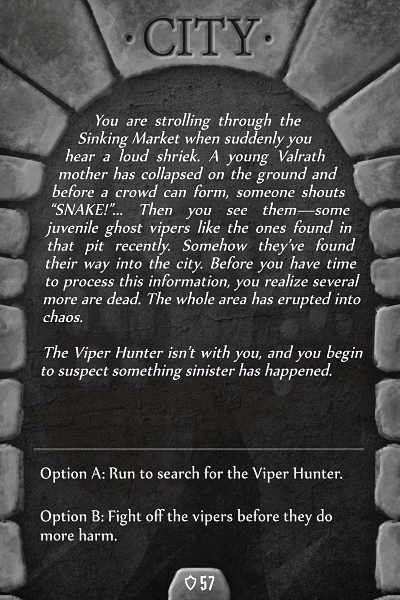 · CITY ·
You are strolling through the
Sinking Market when suddenly you
hear a loud shriek. A young Valrath
mother has collapsed on the ground and
before a crowd can form, someone shouts
“SNAKE!”... Then you see them—some
juvenile ghost vipers like the ones found in
that pit recently. Somehow they’ve found
their way into the city. Before you have time
to process this information, you realize several
more are dead. The whole area has erupted into
chaos.
The Viper Hunter isn’t with you, and you begin
to suspect something sinister has happened.
Option A: Run to search for the Viper Hunter.
Option B: Fight off the vipers before they do
more harm.
57